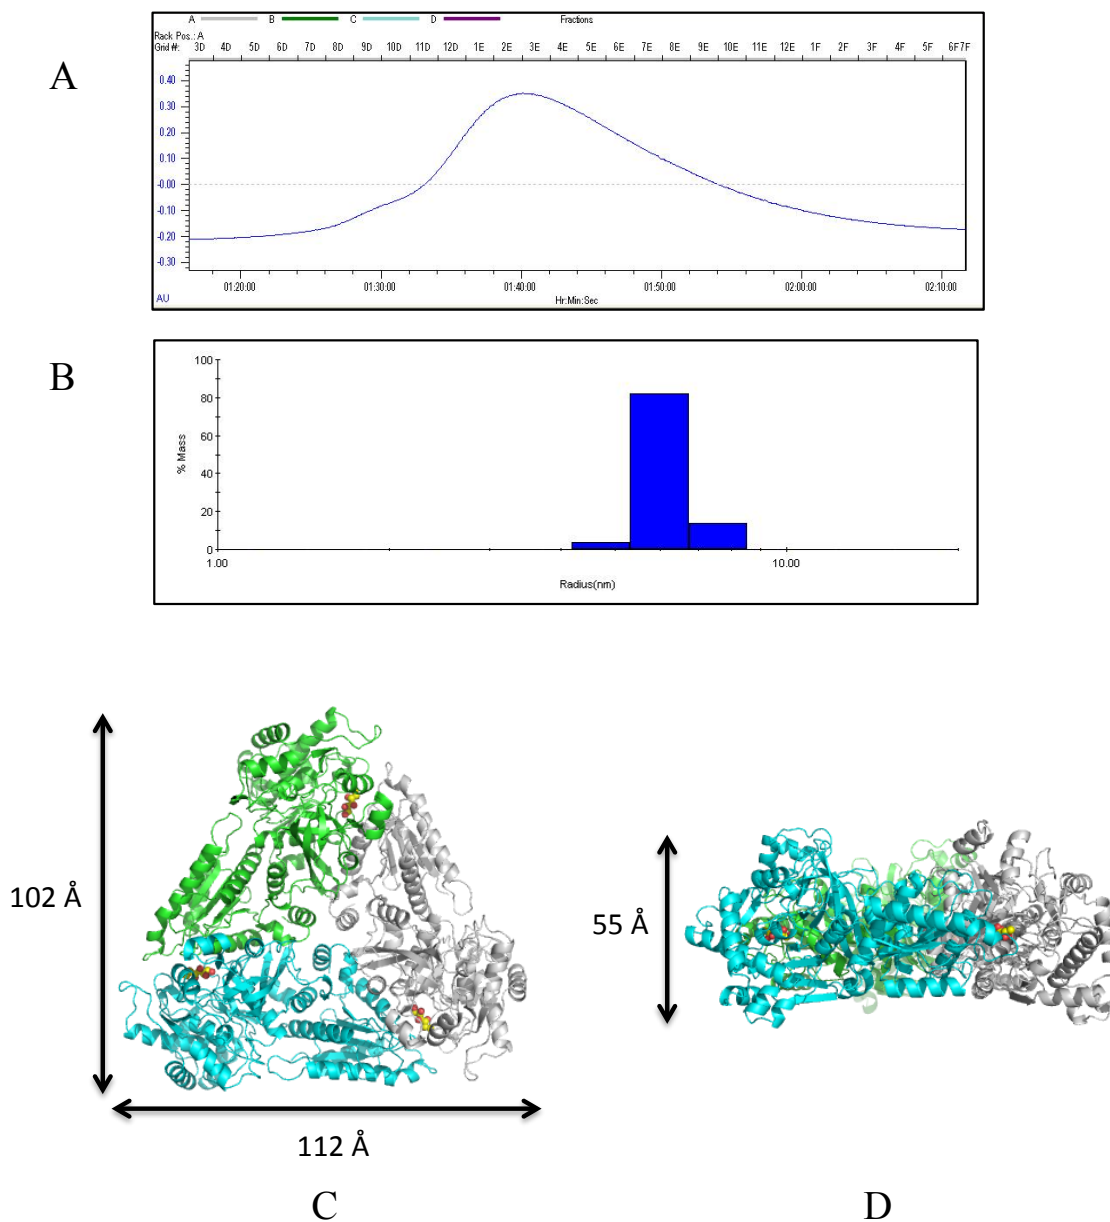 A B C D Fractions
Rack Pos.: A
Grid #: 3D 4D 5D 6D 7D 8D 9D 10D 11D 12D 1E 2E 3E 4E 5E 6E 7E 8E 9E 10E 11E 12E 1F 2F 3F 4F 5F 6F 7F
A
0.40
0.30
0.20
0.10
-0.00
-0.10
-0.20
-0.30
01:20:00 01:30:00 01:40:00 01:50:00 02:00:00 02:10:00
AU
Hr:Min:Sec
B
100
80
60
40
20
0
% Mass
1.00 10.00
Radius(nm)
102 Å
55 Å
112 Å
C D